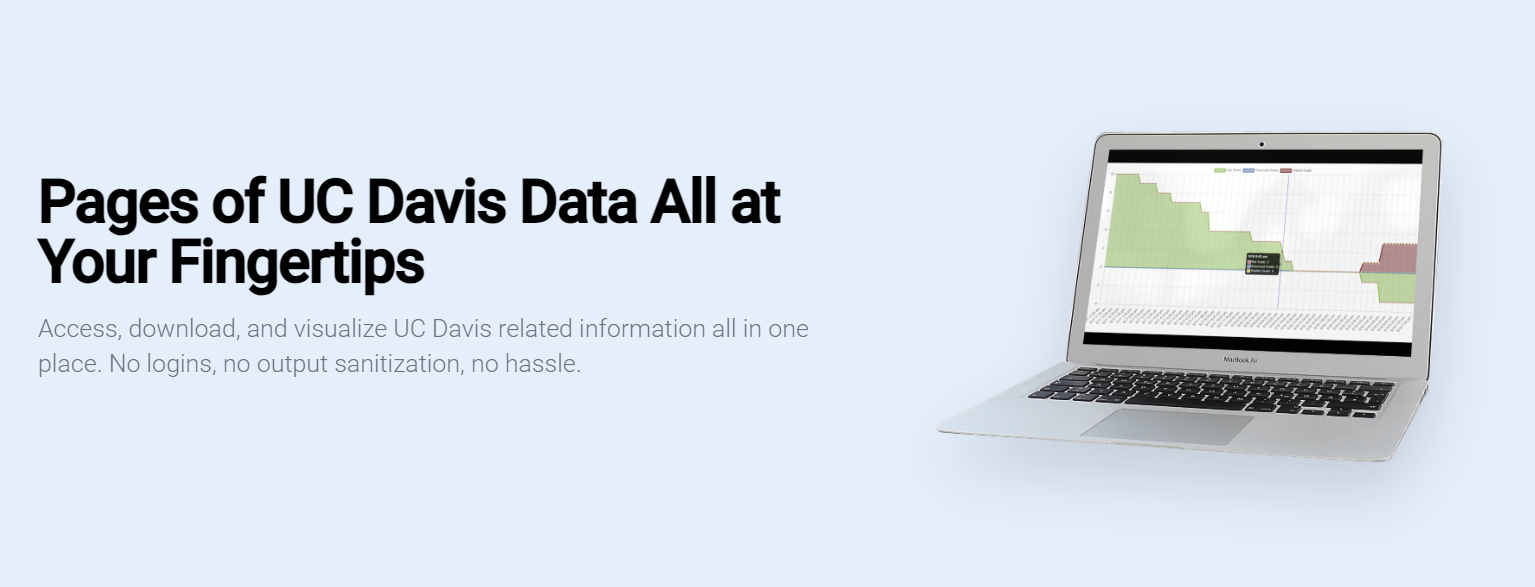 Pages of UC Davis Data All at
Your Fingertips
Access, download, and visualize UC Davis related information all in one
place. No logins, no output sanitization, no hassle.
MacBook Air